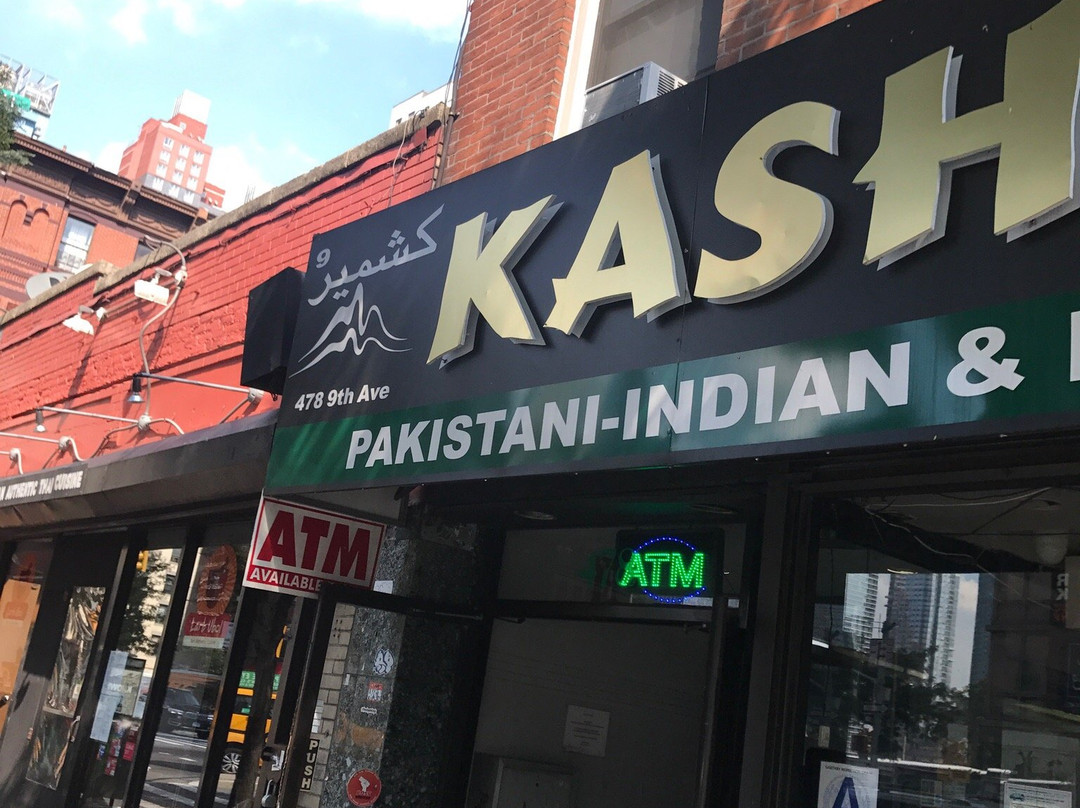 كشمير 9
KASH
478 9th Ave
PAKISTANI-INDIAN &
AUTHENTIC THAI CUISINE
ATM
AVAILABLE
ATM
PUSH
A